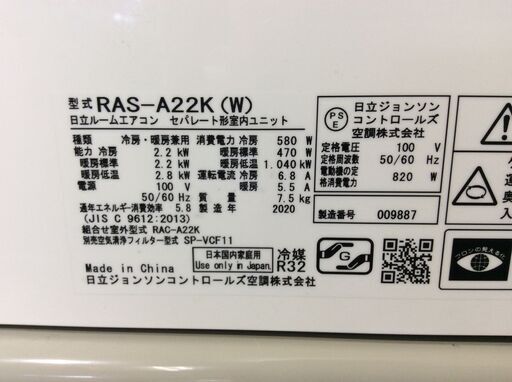 型式 RAS-A22K (W)
日立ルームエアコン セパレート形室内ユニット
種類 冷房・暖房兼用 消費電力 冷房 580 W
能力 冷房 2.2 kW 暖房標準 470 W
暖房標準 2.2 kW 暖房低温 1.040 kW
暖房低温 2.8 kW 運転電流 冷房 6.8 A
電源 100 V 暖房 5.5 A
50/60 Hz 質量 7.5 kg
通年エネルギー消費効率 5.8 製造年 2020
(JIS C 9612:2013)
組合せ室外型式 RAC-A22K
別売空気清浄フィルター型式 SP-VCF11
Made in China
日本国内家庭用
Use only in Japan
冷媒
R32
日立ジョンソンコントロールズ空調株式会社
PS
E
日立ジョンソン
コントロールズ
空調株式会社
定格電圧 100 V
定格周波数 50/60 Hz
電動機の定
格消費電力 820 W
製造番号 009887
G
フロンの見える化